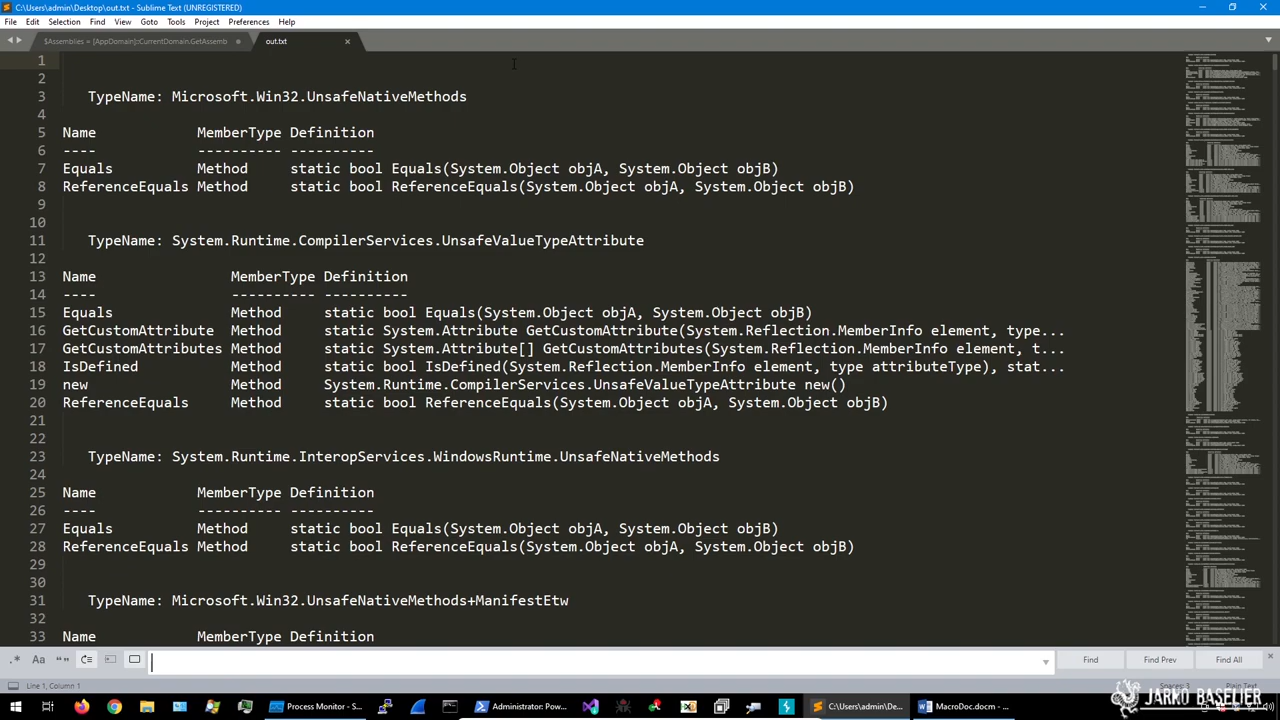 C:\Users\admin\Desktop\out.txt - Sublime Text (UNREGISTERED)
File Edit Selection Find View Goto Tools Project Preferences Help
$Assemblies = [AppDomain]::CurrentDomain.GetAssemb
out.txt
1
2
3 TypeName: Microsoft.Win32.UnsafeNativeMethods
4
5 Name MemberType Definition
6 ---- ---------- ----------
7 Equals Method static bool Equals(System.Object objA, System.Object objB)
8 ReferenceEquals Method static bool ReferenceEquals(System.Object objA, System.Object objB)
9
10
11 TypeName: System.Runtime.CompilerServices.UnsafeValueTypeAttribute
12
13 Name MemberType Definition
14 ---- ---------- ----------
15 Equals Method static bool Equals(System.Object objA, System.Object objB)
16 GetCustomAttribute Method static System.Attribute GetCustomAttribute(System.Reflection.MemberInfo element, type...
17 GetCustomAttributes Method static System.Attribute[] GetCustomAttributes(System.Reflection.MemberInfo element, t...
18 IsDefined Method static bool IsDefined(System.Reflection.MemberInfo element, type attributeType), stat...
19 new Method System.Runtime.CompilerServices.UnsafeValueTypeAttribute new()
20 ReferenceEquals Method static bool ReferenceEquals(System.Object objA, System.Object objB)
21
22
23 TypeName: System.Runtime.InteropServices.WindowsRuntime.UnsafeNativeMethods
24
25 Name MemberType Definition
26 ---- ---------- ----------
27 Equals Method static bool Equals(System.Object objA, System.Object objB)
28 ReferenceEquals Method static bool ReferenceEquals(System.Object objA, System.Object objB)
29
30
31 TypeName: Microsoft.Win32.UnsafeNativeMethods+ManifestEtw
32
33 Name MemberType Definition
.* Aa “”
Find Find Prev Find All
Line 1, Column 1
Spaces: 3 Plain Text
JARNO BASELIER
Process Monitor - S...
Administrator: Pow...
C:\Users\admin\De...
MacroDoc.docm - ...